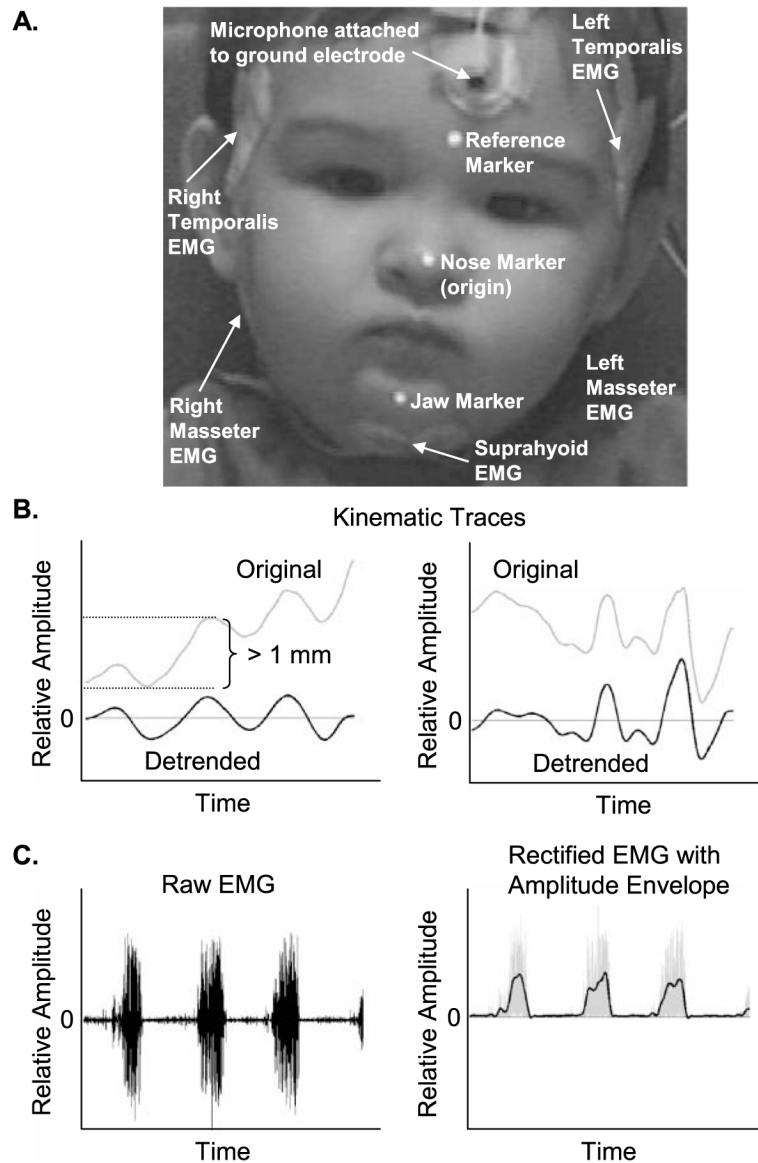 A.
Microphone attached
to ground electrode
Left
Temporalis
EMG
Reference
Marker
Right
Temporalis
EMG
Nose Marker
(origin)
Left
Masseter
EMG
Jaw Marker
Right
Masseter
EMG
Suprahyoid
EMG
B.
Kinematic Traces
Relative Amplitude
0
Original
> 1 mm
Detrended
Time
Relative Amplitude
0
Original
Detrended
Time
C.
Raw EMG
Relative Amplitude
0
Time
Rectified EMG with
Amplitude Envelope
Relative Amplitude
0
Time